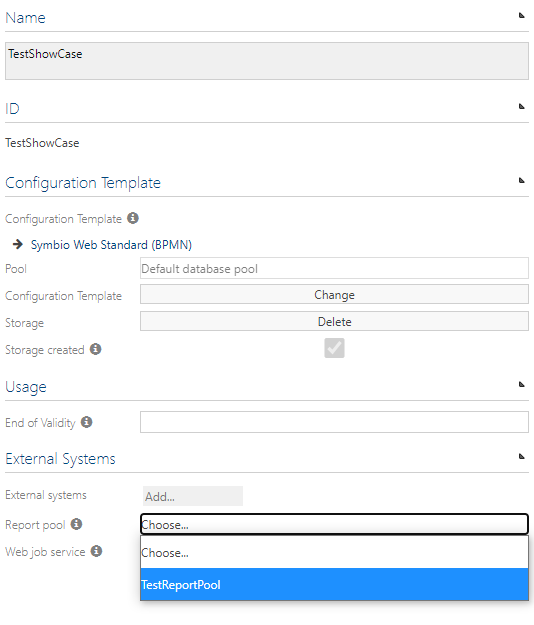 Name
TestShowCase
ID
TestShowCase
Configuration Template
Configuration Template
Symbio Web Standard (BPMN)
Pool Default database pool
Configuration Template Change
Storage Delete
Storage created
Usage
End of Validity
External Systems
External systems Add...
Report pool Choose...
Web job service Choose...
TestReportPool